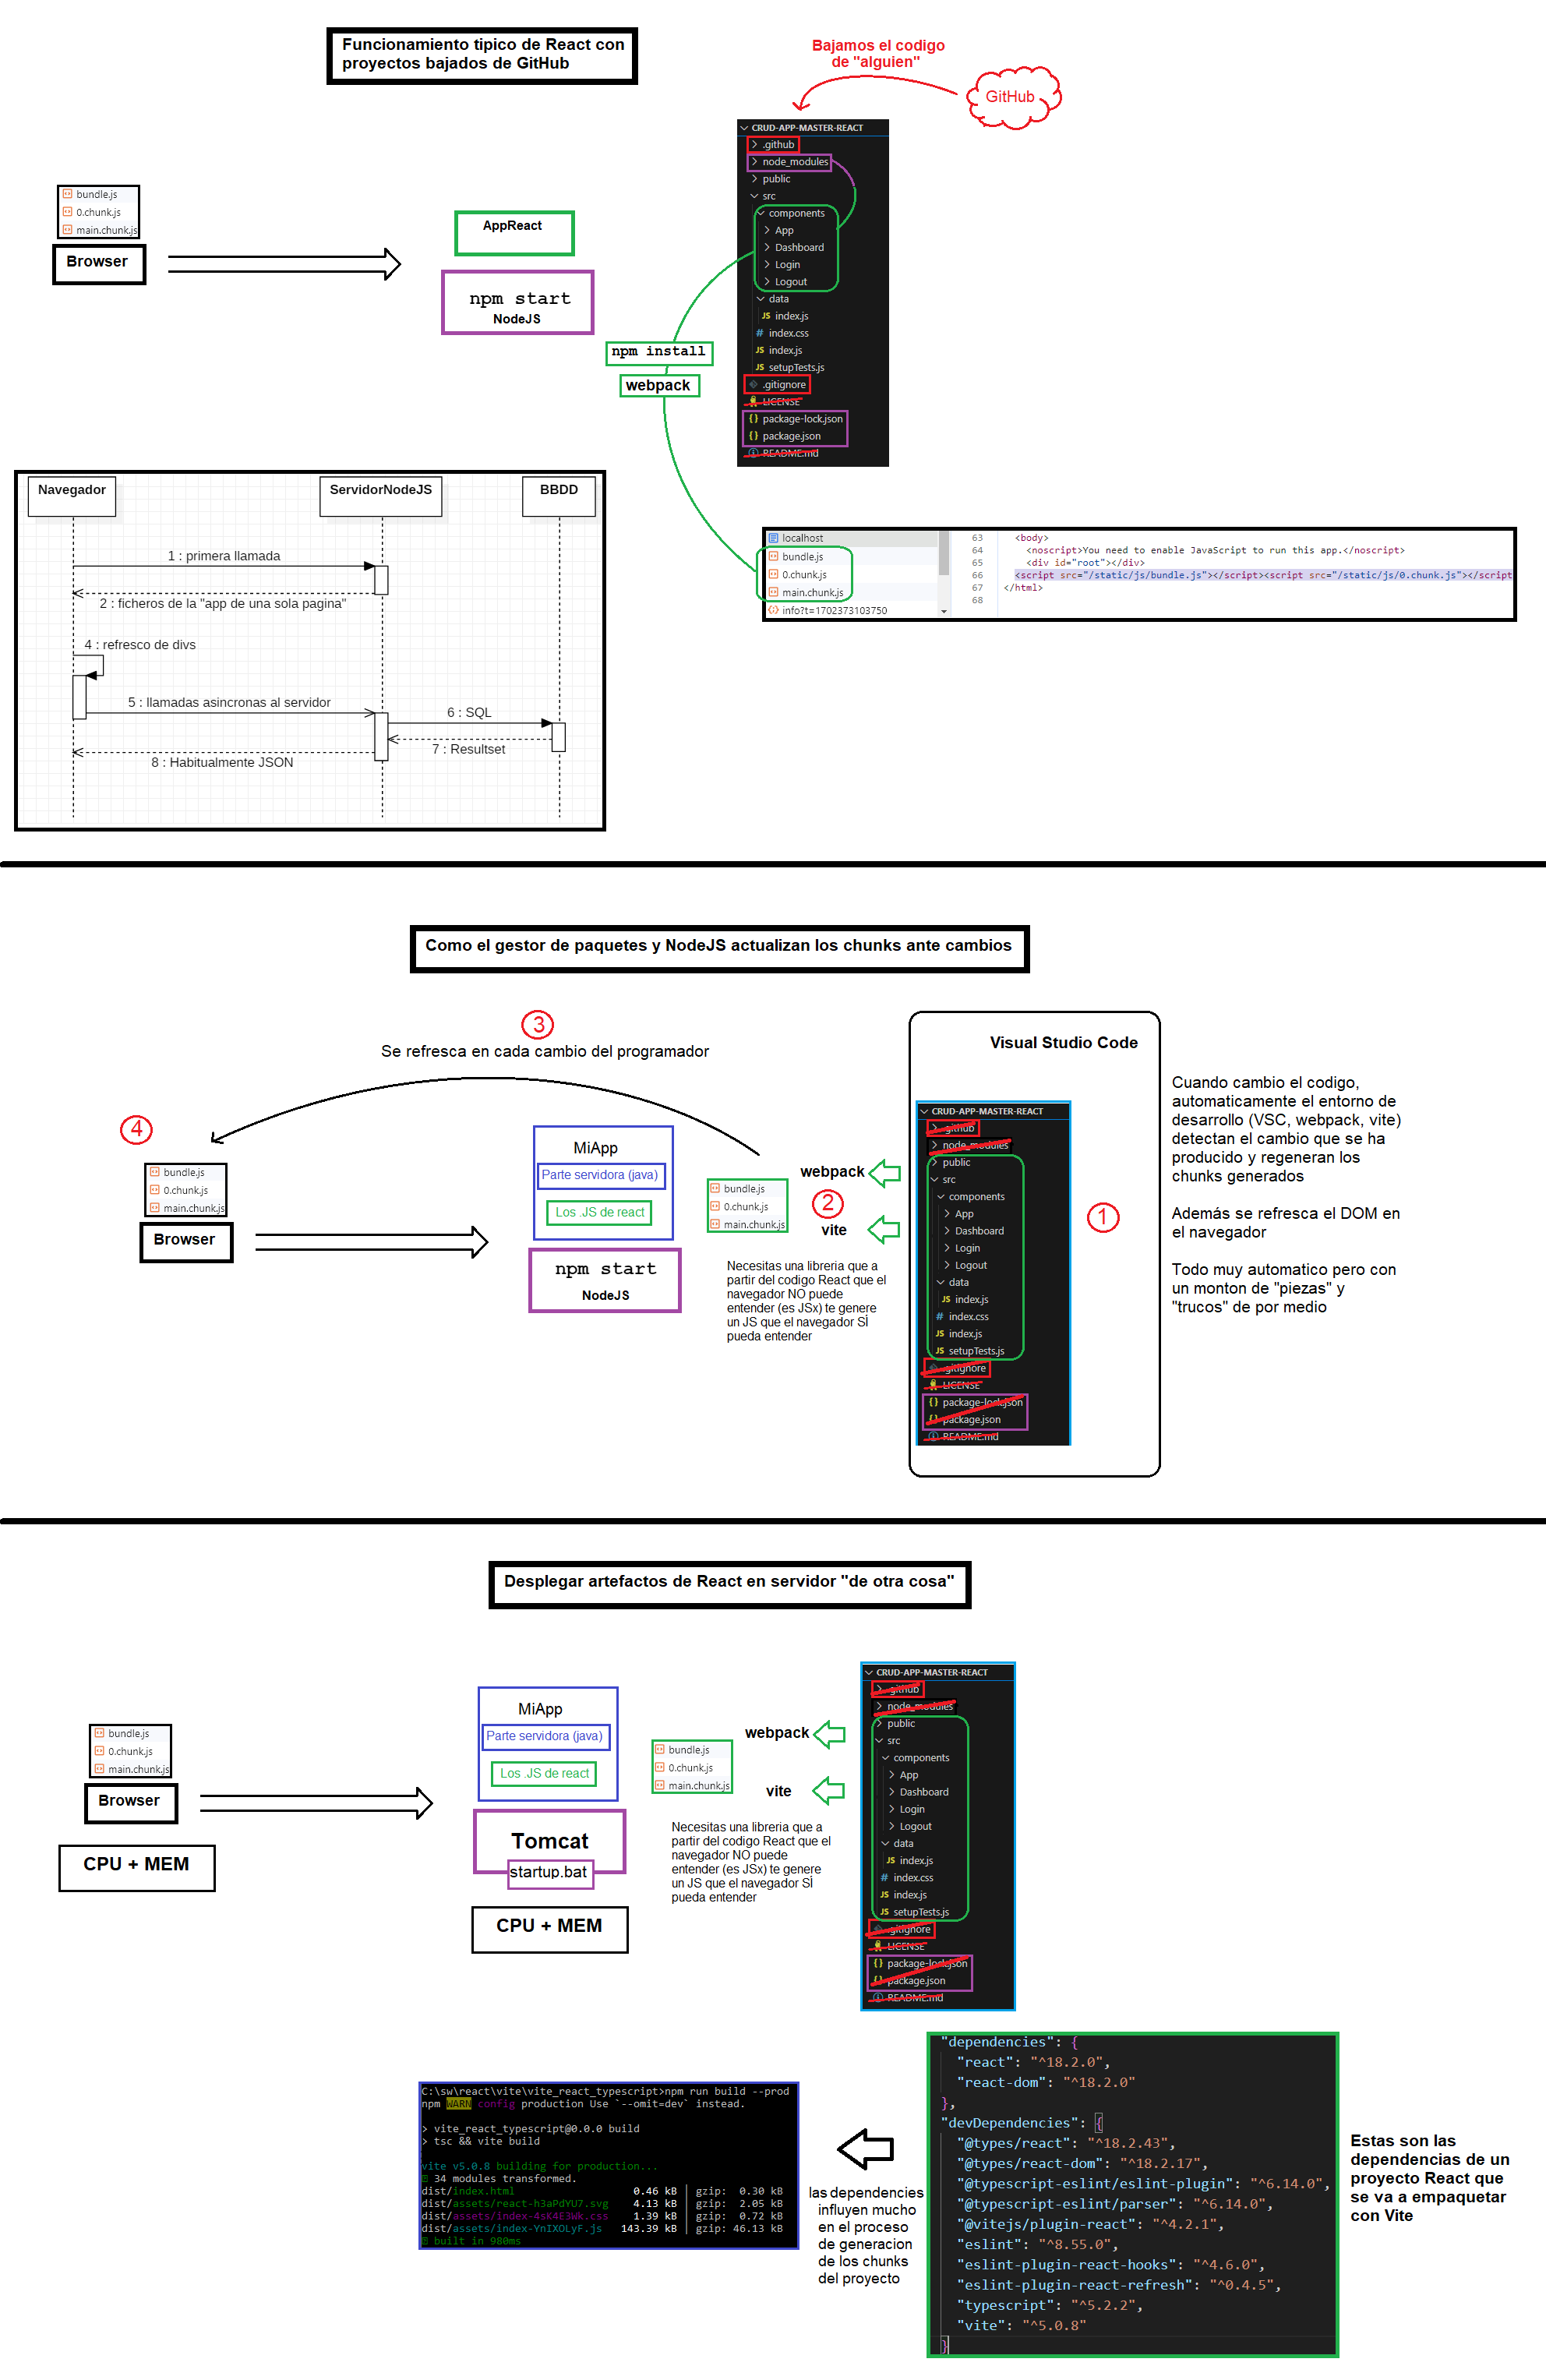 Funcionamiento tipico de React con
proyectos bajados de GitHub
Bajamos el codigo
de "alguien"
GitHub
CRUD-APP-MASTER-REACT
.github
node_modules
public
src
components
App
Dashboard
Login
Logout
data
index.js
index.css
index.js
setupTests.js
.gitignore
LICENSE
package-lock.json
package.json
README.md
bundle.js
0.chunk.js
main.chunk.js
Browser
AppReact
npm start
NodeJS
npm install
webpack
Navegador
ServidorNodeJS
BBDD
1 : primera llamada
2 : ficheros de la "app de una sola pagina"
4 : refresco de divs
5 : llamadas asincronas al servidor
6 : SQL
7 : Resultset
8 : Habitualmente JSON
localhost
bundle.js
0.chunk.js
main.chunk.js
info?t=1702373103750
63 <body>
64 <noscript>You need to enable JavaScript to run this app.</noscript>
65 <div id="root"></div>
66 <script src="/static/js/bundle.js"></script><script src="/static/js/0.chunk.js"></script
67 </html>
68
Como el gestor de paquetes y NodeJS actualizan los chunks ante cambios
3
Se refresca en cada cambio del programador
4
bundle.js
0.chunk.js
main.chunk.js
Browser
MiApp
Parte servidora (java)
Los .JS de react
npm start
NodeJS
bundle.js
0.chunk.js
main.chunk.js
webpack
2
vite
Necesitas una libreria que a
partir del codigo React que el
navegador NO puede
entender (es JSx) te genere
un JS que el navegador SÍ
pueda entender
Visual Studio Code
CRUD-APP-MASTER-REACT
.github
node_modules
public
src
components
App
Dashboard
Login
Logout
data
index.js
index.css
index.js
setupTests.js
.gitignore
LICENSE
package-lock.json
package.json
README.md
1
Cuando cambio el codigo,
automaticamente el entorno de
desarrollo (VSC, webpack, vite)
detectan el cambio que se ha
producido y regeneran los
chunks generados
Además se refresca el DOM en
el navegador
Todo muy automatico pero con
un monton de "piezas" y
"trucos" de por medio
Desplegar artefactos de React en servidor "de otra cosa"
bundle.js
0.chunk.js
main.chunk.js
Browser
CPU + MEM
MiApp
Parte servidora (java)
Los .JS de react
Tomcat
startup.bat
CPU + MEM
bundle.js
0.chunk.js
main.chunk.js
webpack
vite
Necesitas una libreria que a
partir del codigo React que el
navegador NO puede
entender (es JSx) te genere
un JS que el navegador SÍ
pueda entender
CRUD-APP-MASTER-REACT
.github
node_modules
public
src
components
App
Dashboard
Login
Logout
data
index.js
index.css
index.js
setupTests.js
.gitignore
LICENSE
package-lock.json
package.json
README.md
C:\sw\react\vite\vite_react_typescript>npm run build --prod
npm WARN config production Use `--omit=dev` instead.
> vite_react_typescript@0.0.0 build
> tsc && vite build
vite v5.0.8 building for production...
34 modules transformed.
dist/index.html 0.46 kB | gzip: 0.30 kB
dist/assets/react-h3aPdYU7.svg 4.13 kB | gzip: 2.05 kB
dist/assets/index-4sK4E3Wk.css 1.39 kB | gzip: 0.72 kB
dist/assets/index-YnIXOLyF.js 143.39 kB | gzip: 46.13 kB
built in 980ms
las dependencies
influyen mucho
en el proceso
de generacion
de los chunks
del proyecto
"dependencies": {
"react": "^18.2.0",
"react-dom": "^18.2.0"
},
"devDependencies": {
"@types/react": "^18.2.43",
"@types/react-dom": "^18.2.17",
"@typescript-eslint/eslint-plugin": "^6.14.0",
"@typescript-eslint/parser": "^6.14.0",
"@vitejs/plugin-react": "^4.2.1",
"eslint": "^8.55.0",
"eslint-plugin-react-hooks": "^4.6.0",
"eslint-plugin-react-refresh": "^0.4.5",
"typescript": "^5.2.2",
"vite": "^5.0.8"
}
Estas son las
dependencias de un
proyecto React que
se va a empaquetar
con Vite